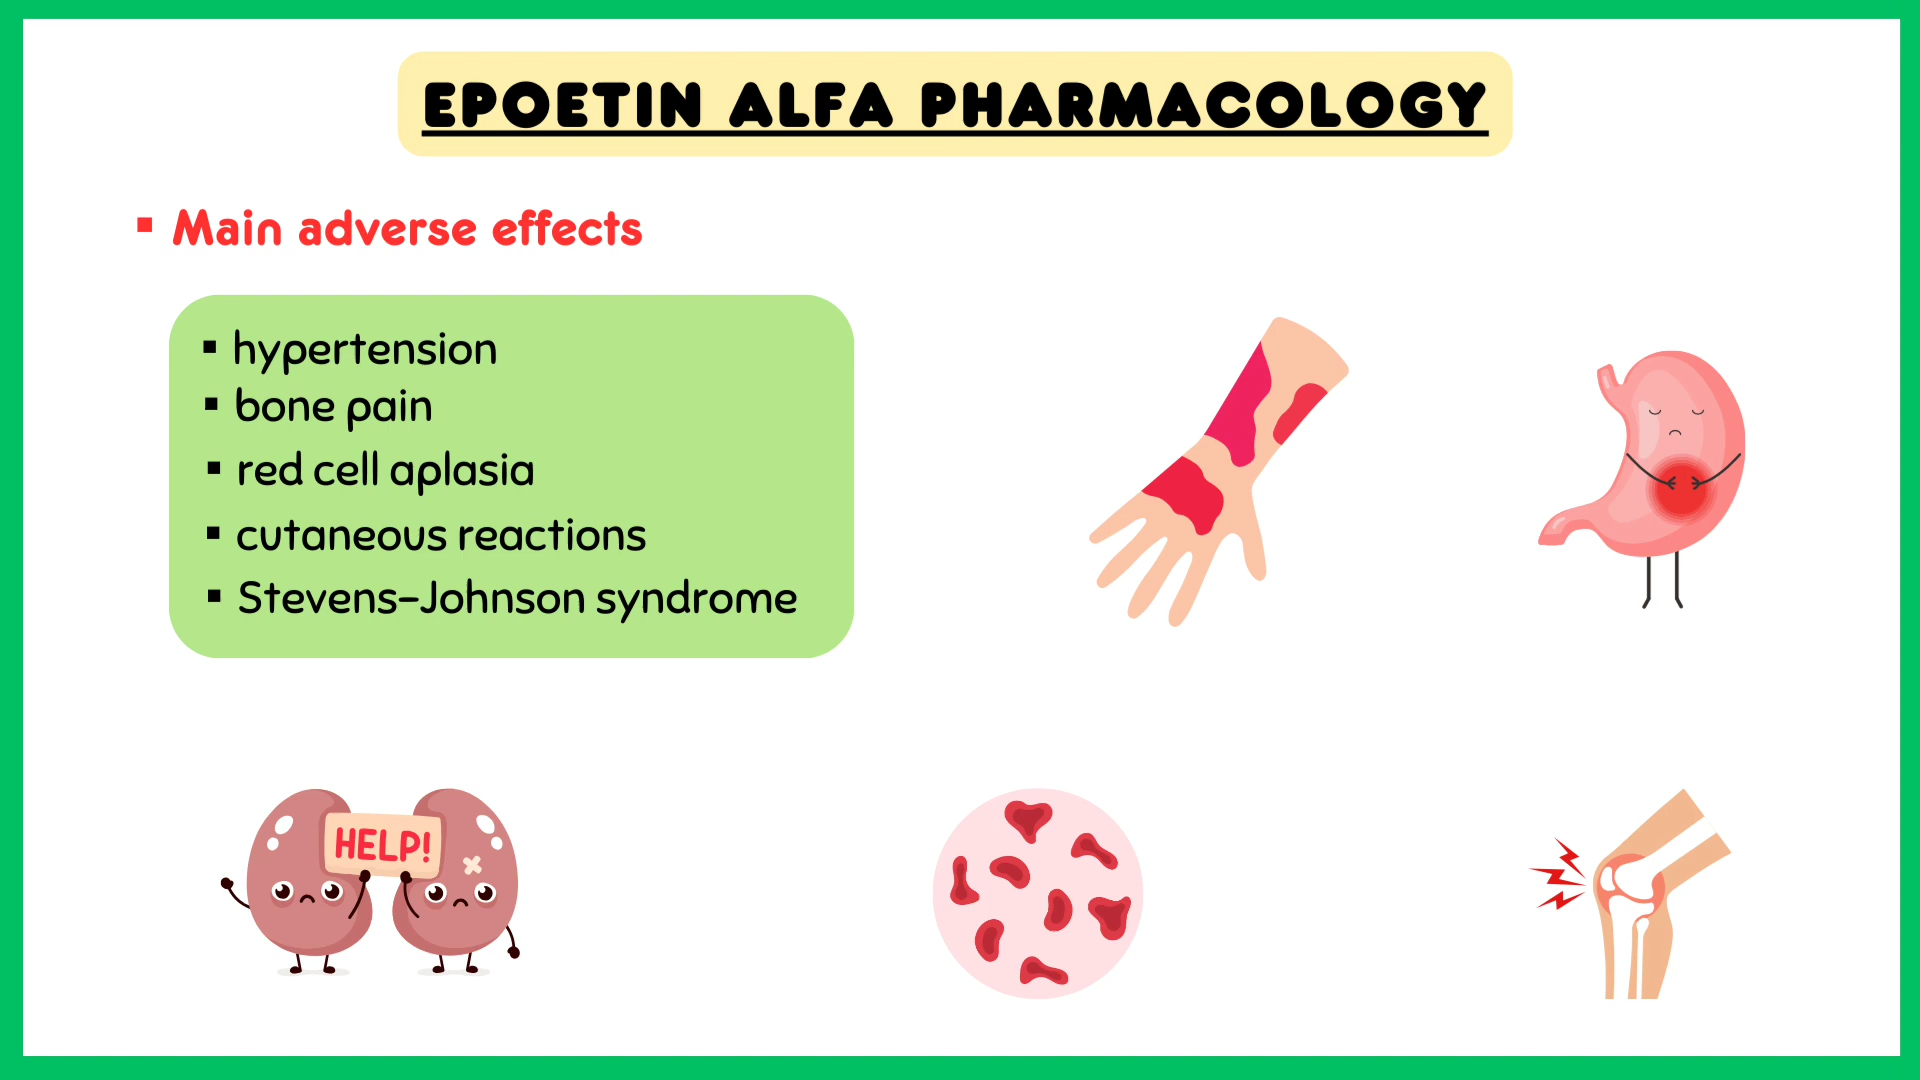 EPOETIN ALFA PHARMACOLOGY
▪ Main adverse effects
▪ hypertension
▪ bone pain
▪ red cell aplasia
▪ cutaneous reactions
▪ Stevens-Johnson syndrome
HELP!